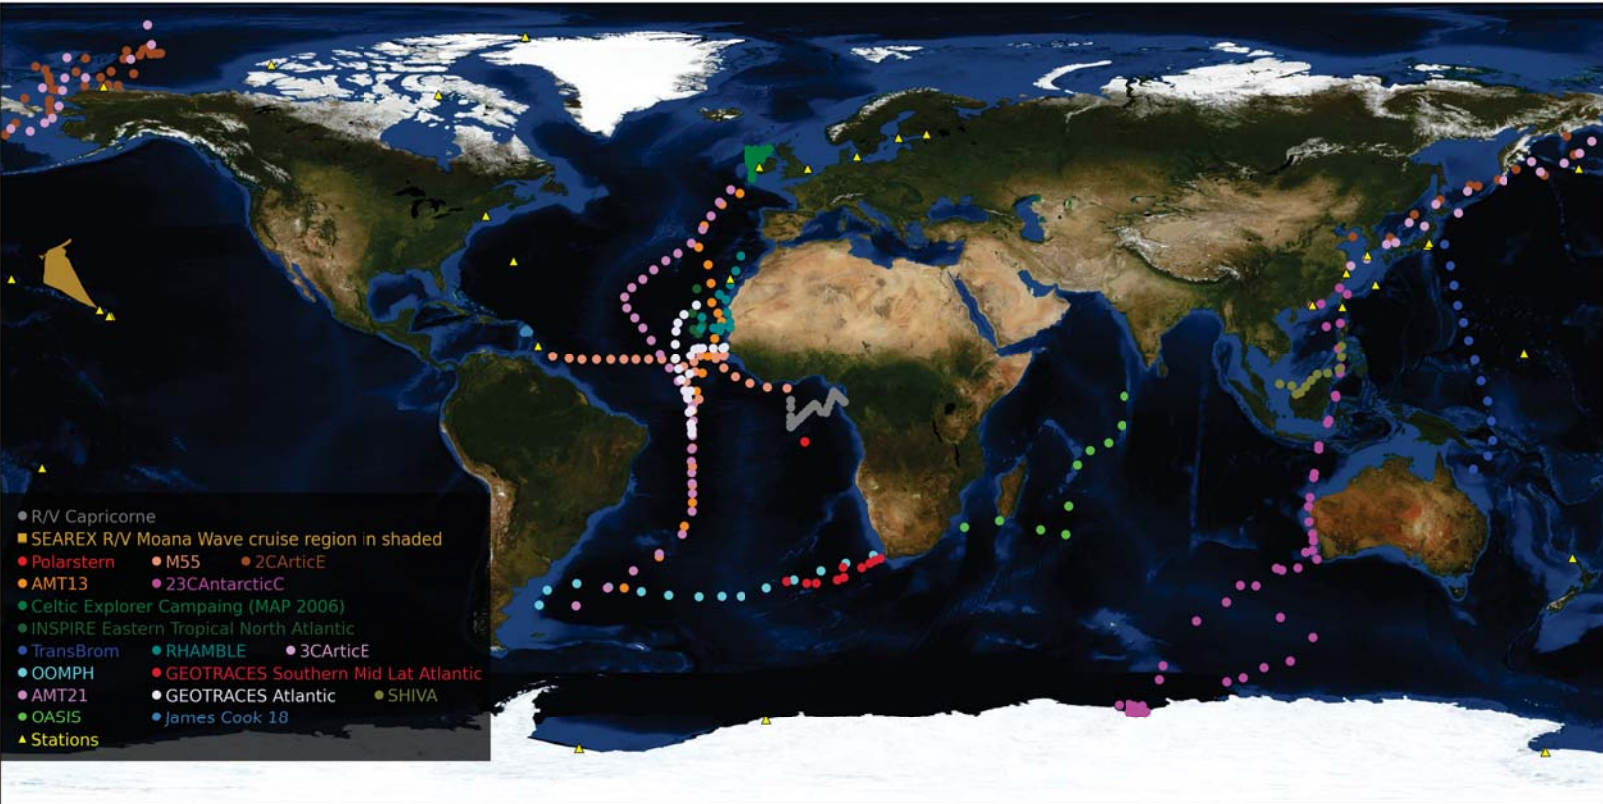 R/V Capricorne
SEAREX R/V Moana Wave cruise region in shaded
Polarstern M55 2CArticE
AMT13 23CAntarcticC
Celtic Explorer Campaing (MAP 2006)
INSPIRE Eastern Tropical North Atlantic
TransBrom RHAMBLE 3CArticE
OOMPH GEOTRACES Southern Mid Lat Atlantic
AMT21 GEOTRACES Atlantic SHIVA
OASIS James Cook 18
Stations